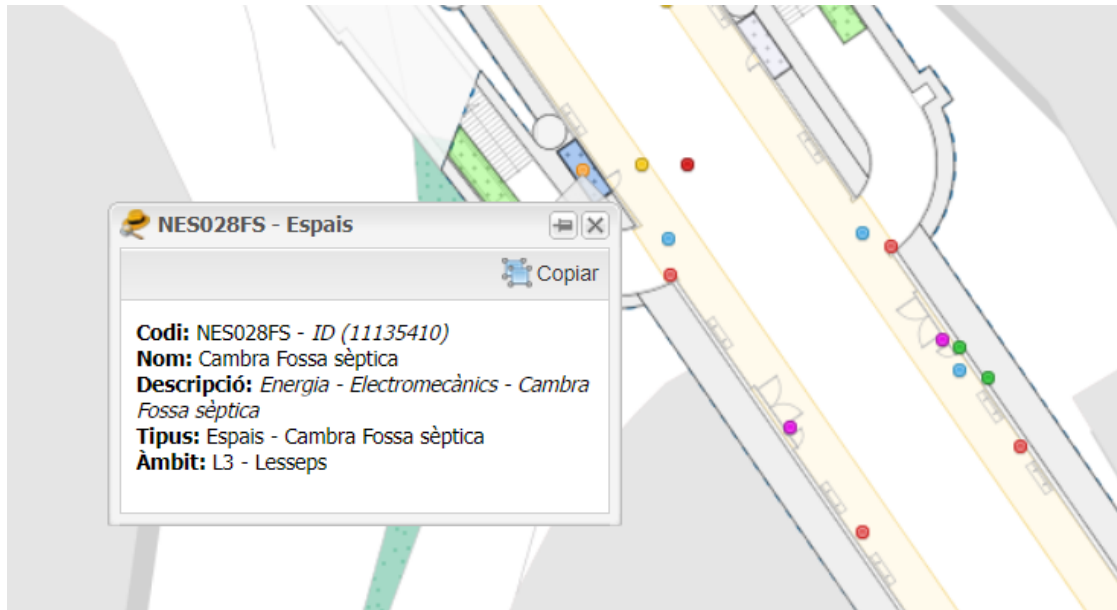 NES028FS - Espais
Copiar
Codi: NES028FS - ID (11135410)
Nom: Cambra Fossa sèptica
Descripció: Energia - Electromecànics - Cambra
Fossa sèptica
Tipus: Espais - Cambra Fossa sèptica
Àmbit: L3 - Lesseps